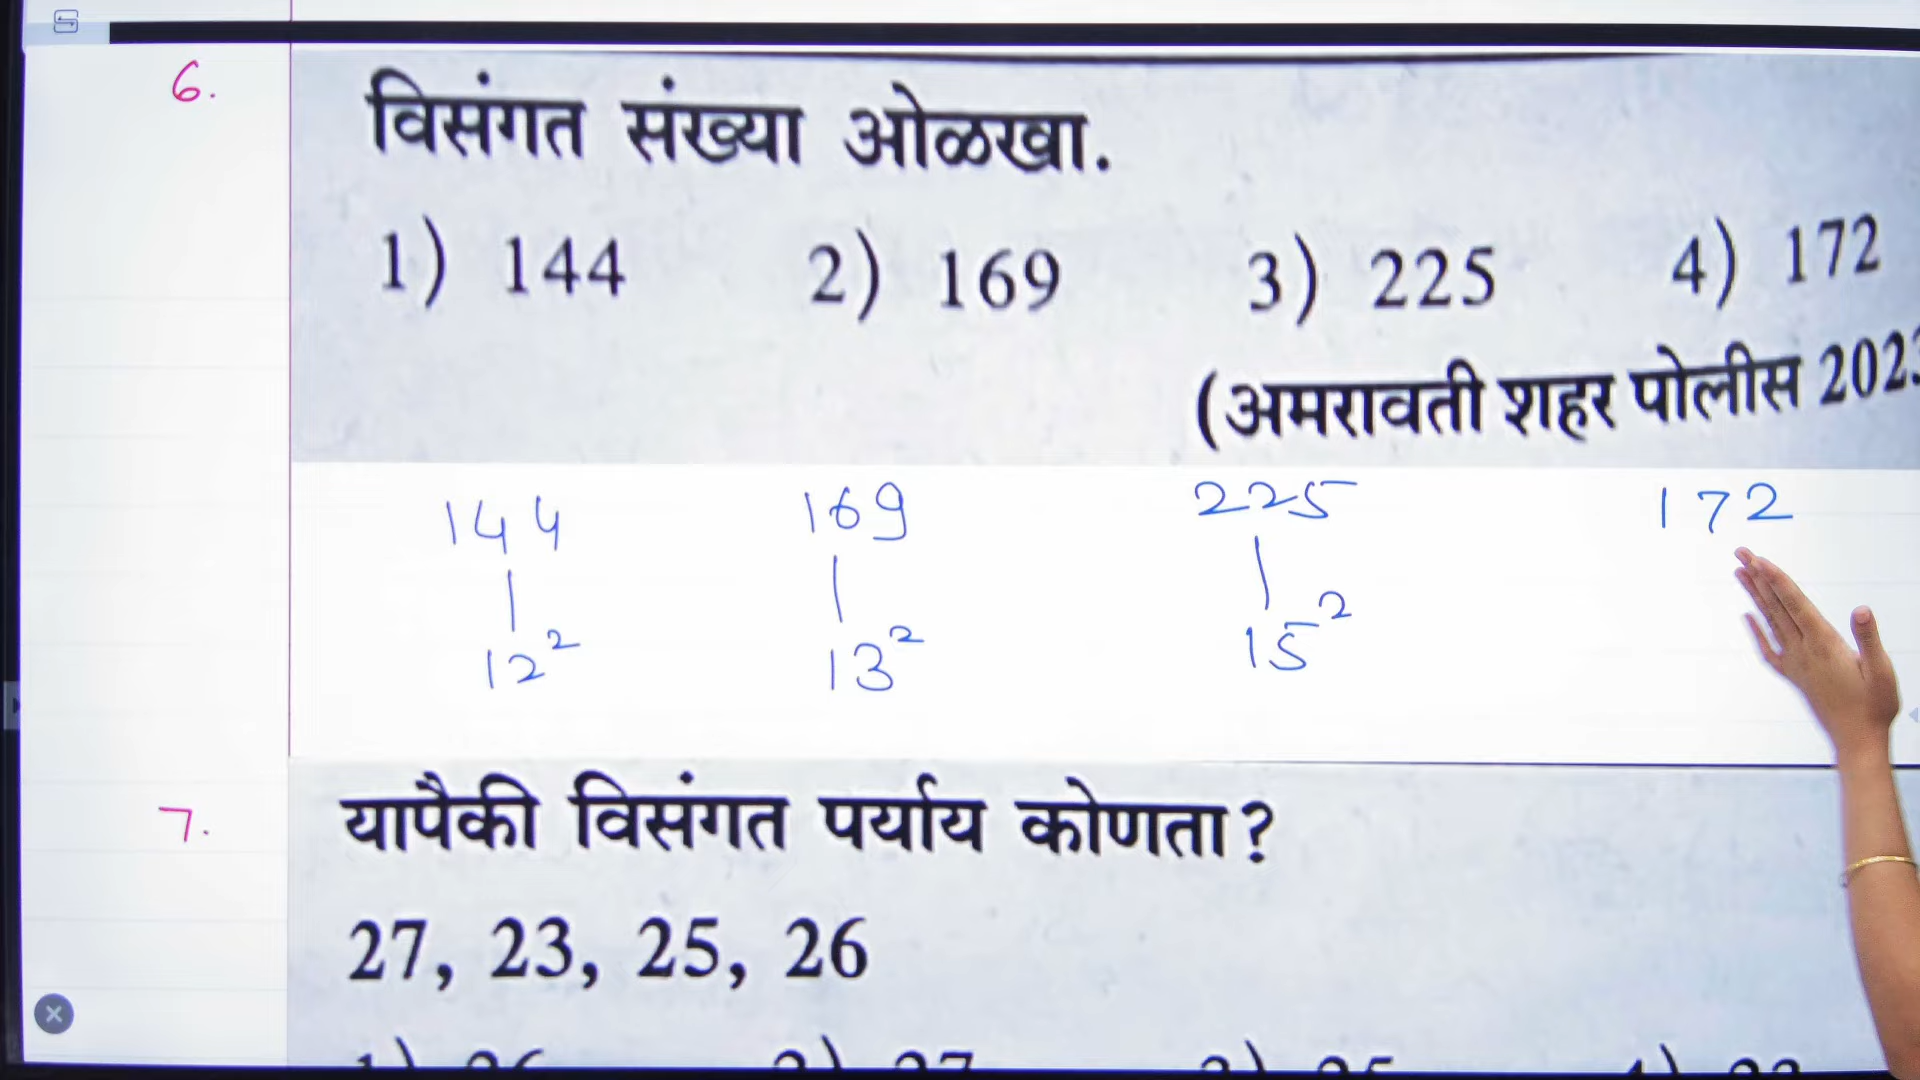 6.
विसंगत संख्या ओळखा.
1) 144 2) 169 3) 225 4) 172
(अमरावती शहर पोलीस 2023
144 169 225 172
12² 13² 15²
7.
यापैकी विसंगत पर्याय कोणता?
27, 23, 25, 26